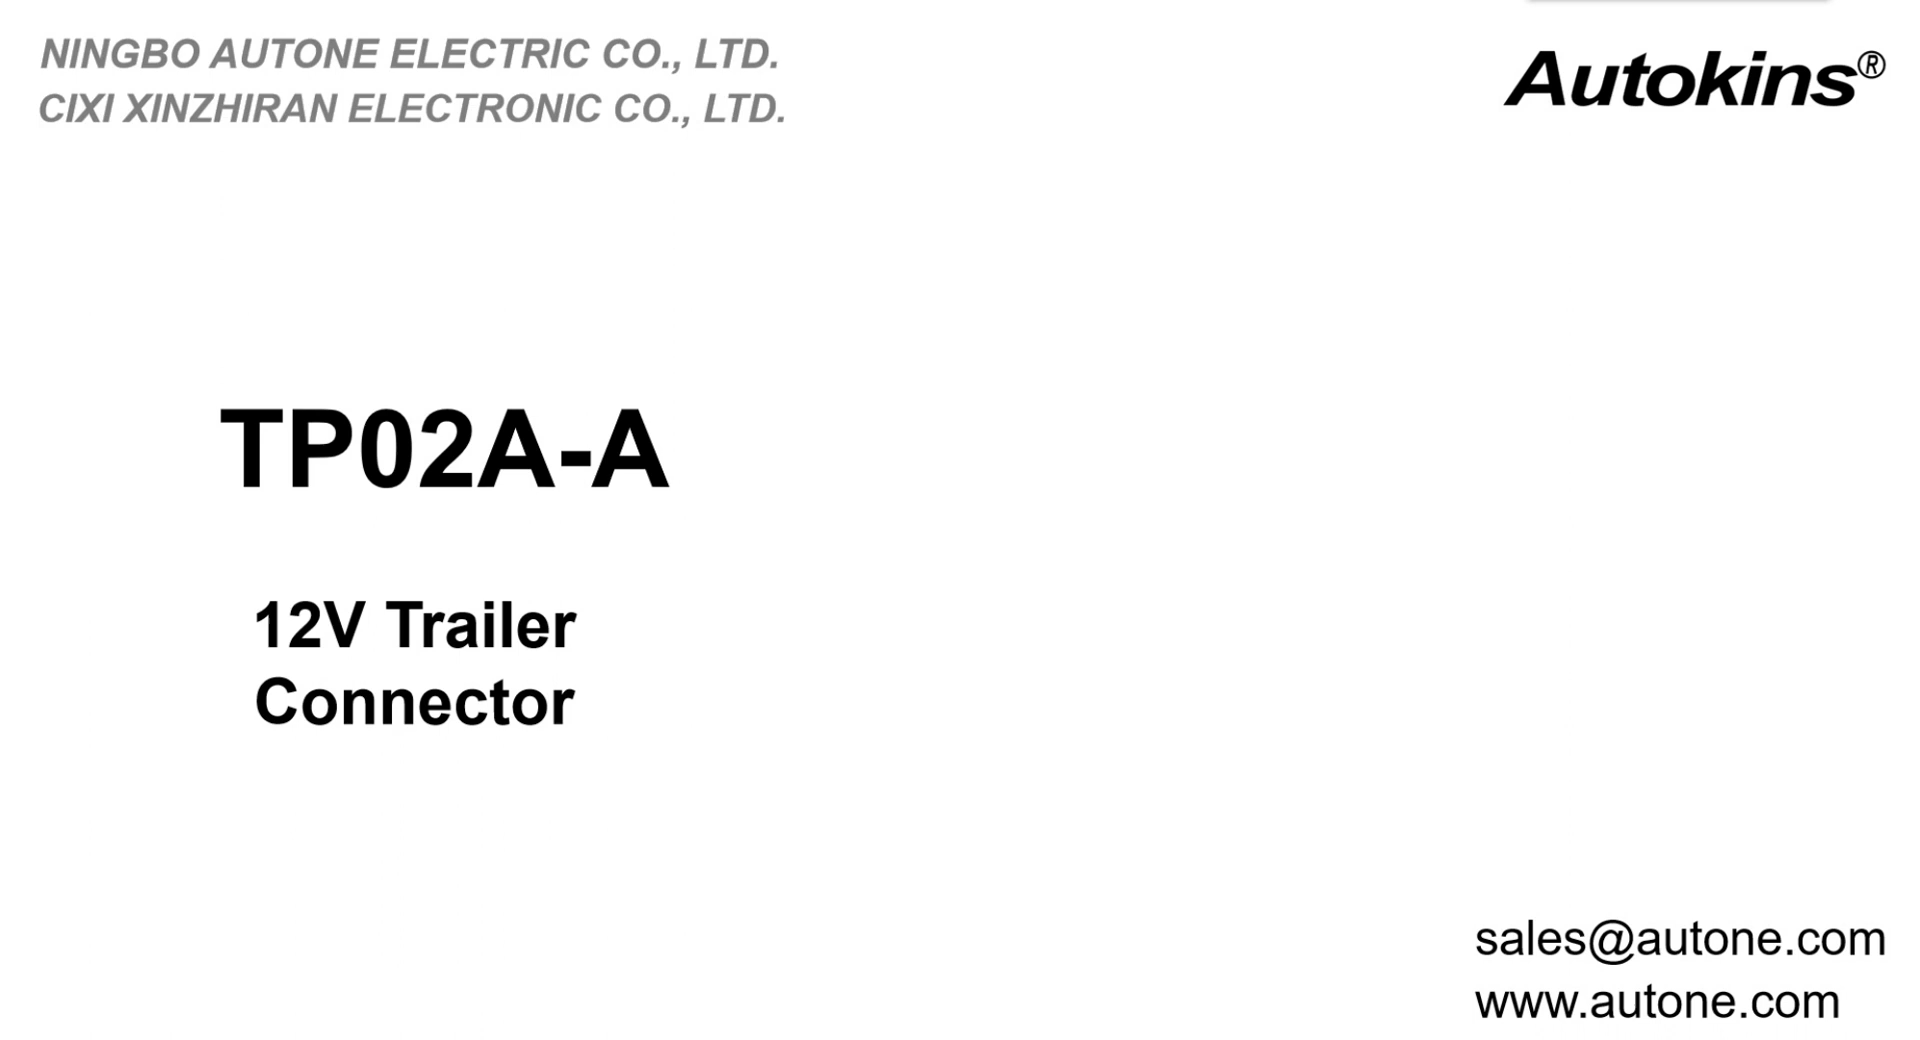 NINGBO AUTONE ELECTRIC CO., LTD.
CIXI XINZHIRAN ELECTRONIC CO., LTD.
Autokins®
TP02A-A
12V Trailer
Connector
sales@autone.com
www.autone.com